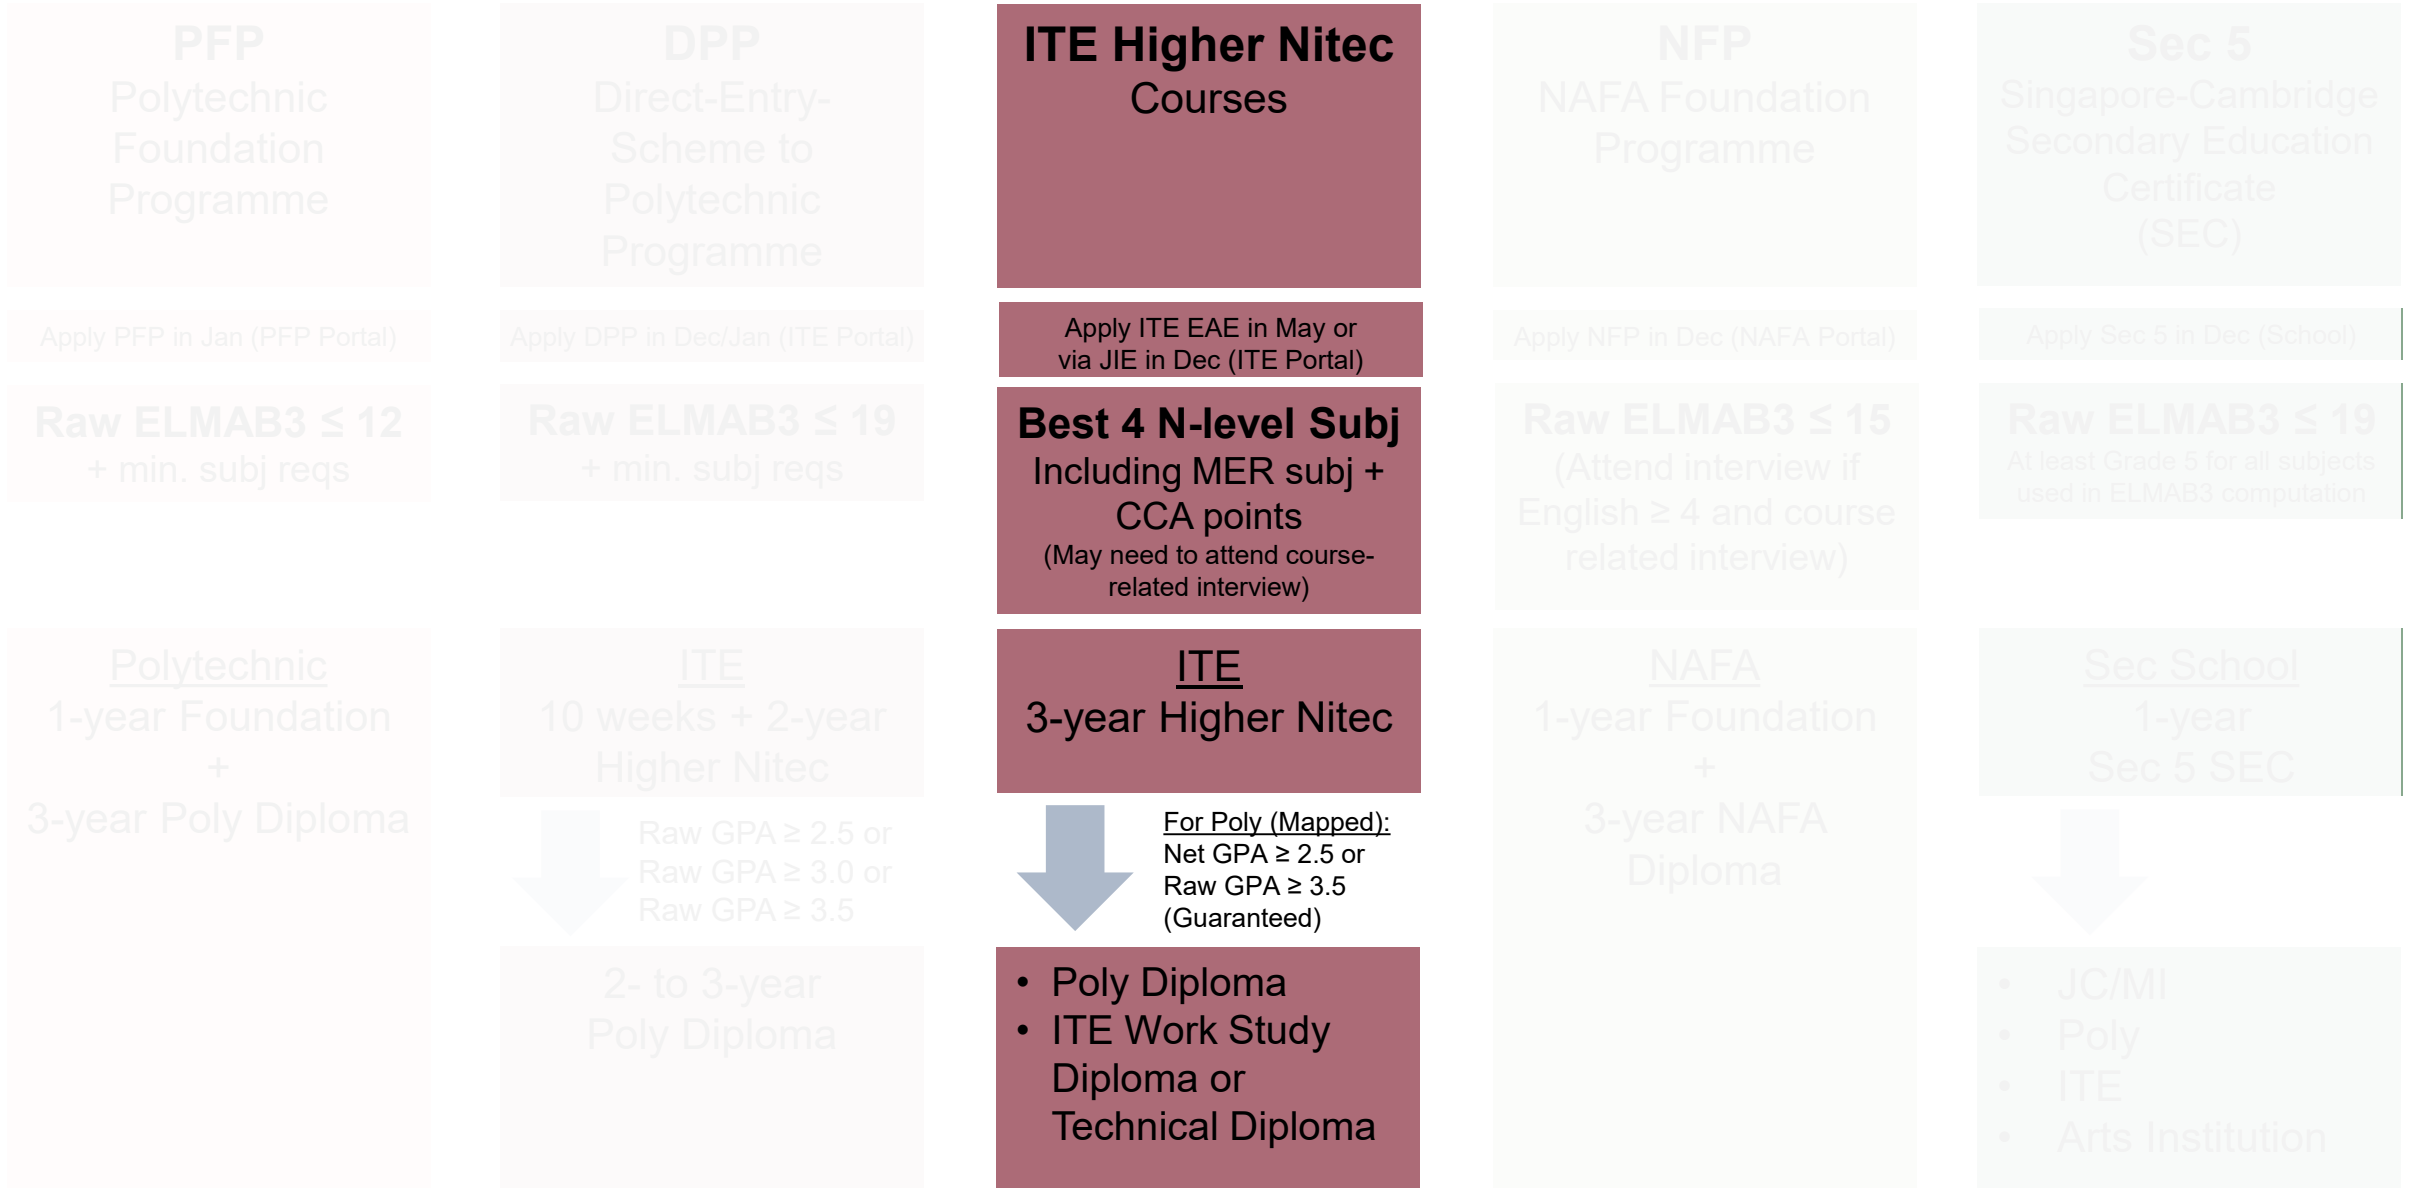 PFP
Polytechnic
Foundation
Programme
Apply PFP in Jan (PFP Portal)
Raw ELMAB3 ≤ 12
+ min. subj reqs
Polytechnic
1-year Foundation
+
3-year Poly Diploma
DPP
Direct-Entry-
Scheme to
Polytechnic
Programme
Apply DPP in Dec/Jan (ITE Portal)
Raw ELMAB3 ≤ 19
+ min. subj reqs
ITE
10 weeks + 2-year
Higher Nitec
Raw GPA ≥ 2.5 or
Raw GPA ≥ 3.0 or
Raw GPA ≥ 3.5
2- to 3-year
Poly Diploma
ITE Higher Nitec
Courses
Apply ITE EAE in May or
via JIE in Dec (ITE Portal)
Best 4 N-level Subj
Including MER subj +
CCA points
(May need to attend course-
related interview)
ITE
3-year Higher Nitec
For Poly (Mapped):
Net GPA ≥ 2.5 or
Raw GPA ≥ 3.5
(Guaranteed)
• Poly Diploma
• ITE Work Study
Diploma or
Technical Diploma
NFP
NAFA Foundation
Programme
Apply NFP in Dec (NAFA Portal)
Raw ELMAB3 ≤ 15
(Attend interview if
English ≥ 4 and course
related interview)
NAFA
1-year Foundation
+
3-year NAFA
Diploma
Sec 5
Singapore-Cambridge
Secondary Education
Certificate
(SEC)
Apply Sec 5 in Dec (School)
Raw ELMAB3 ≤ 19
At least Grade 5 for all subjects
used in ELMAB3 computation
Sec School
1-year
Sec 5 SEC
• JC/MI
• Poly
• ITE
• Arts Institution